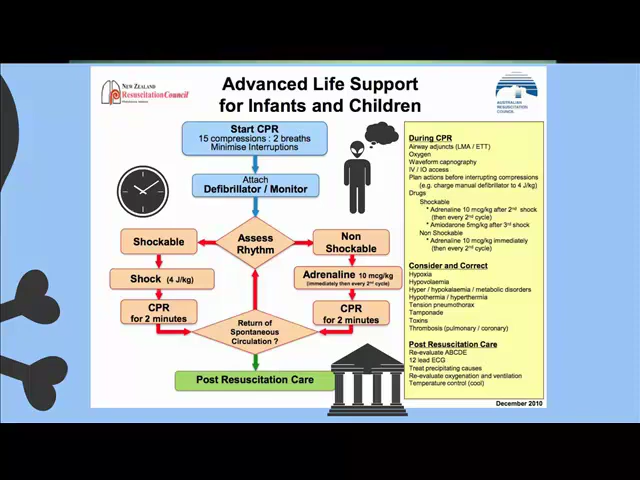 NEW ZEALAND
Resuscitation Council
Advanced Life Support
for Infants and Children
AUSTRALIAN
RESUSCITATION
COUNCIL
Start CPR
15 compressions : 2 breaths
Minimise Interruptions
Attach
Defibrillator / Monitor
Assess
Rhythm
Shockable
Non
Shockable
Shock (4 J/kg)
Adrenaline 10 mcg/kg
(immediately then every 2nd cycle)
CPR
for 2 minutes
CPR
for 2 minutes
Return of
Spontaneous
Circulation ?
Post Resuscitation Care
During CPR
Airway adjuncts (LMA / ETT)
Oxygen
Waveform capnography
IV / IO access
Plan actions before interrupting compressions
(e.g. charge manual defibrillator to 4 J/kg)
Drugs
Shockable
* Adrenaline 10 mcg/kg after 2nd shock
(then every 2nd cycle)
* Amiodarone 5mg/kg after 3rd shock
Non Shockable
* Adrenaline 10 mcg/kg immediately
(then every 2nd cycle)
Consider and Correct
Hypoxia
Hypovolaemia
Hyper / hypokalaemia / metabolic disorders
Hypothermia / hyperthermia
Tension pneumothorax
Tamponade
Toxins
Thrombosis (pulmonary / coronary)
Post Resuscitation Care
Re-evaluate ABCDE
12 lead ECG
Treat precipitating causes
Re-evaluate oxygenation and ventilation
Temperature control (cool)
December 2010